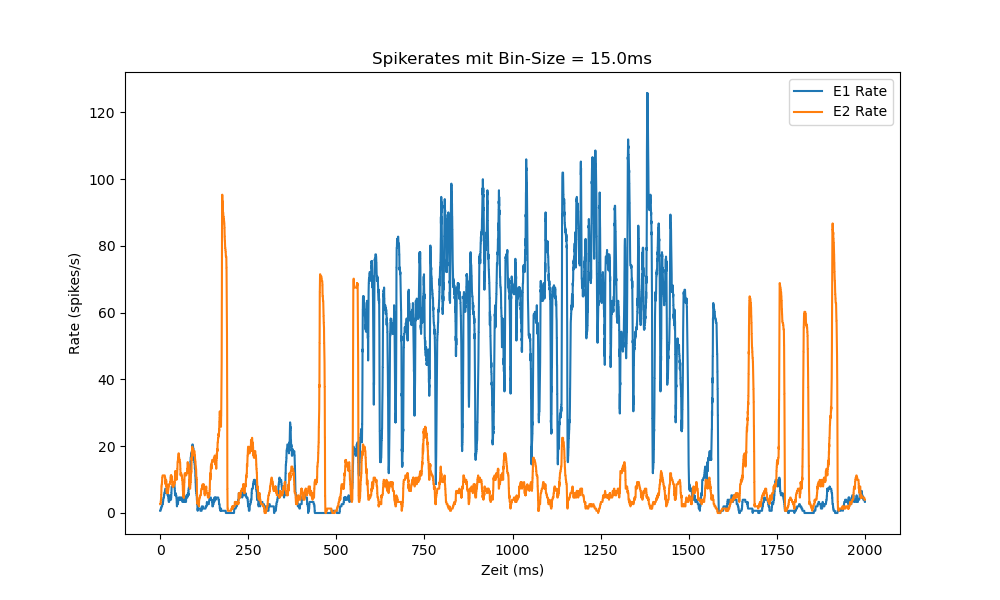 Spikerates mit Bin-Size = 15.0ms
E1 Rate
E2 Rate
120
100
80
60
40
20
0
Rate (spikes/s)
0 250 500 750 1000 1250 1500 1750 2000
Zeit (ms)